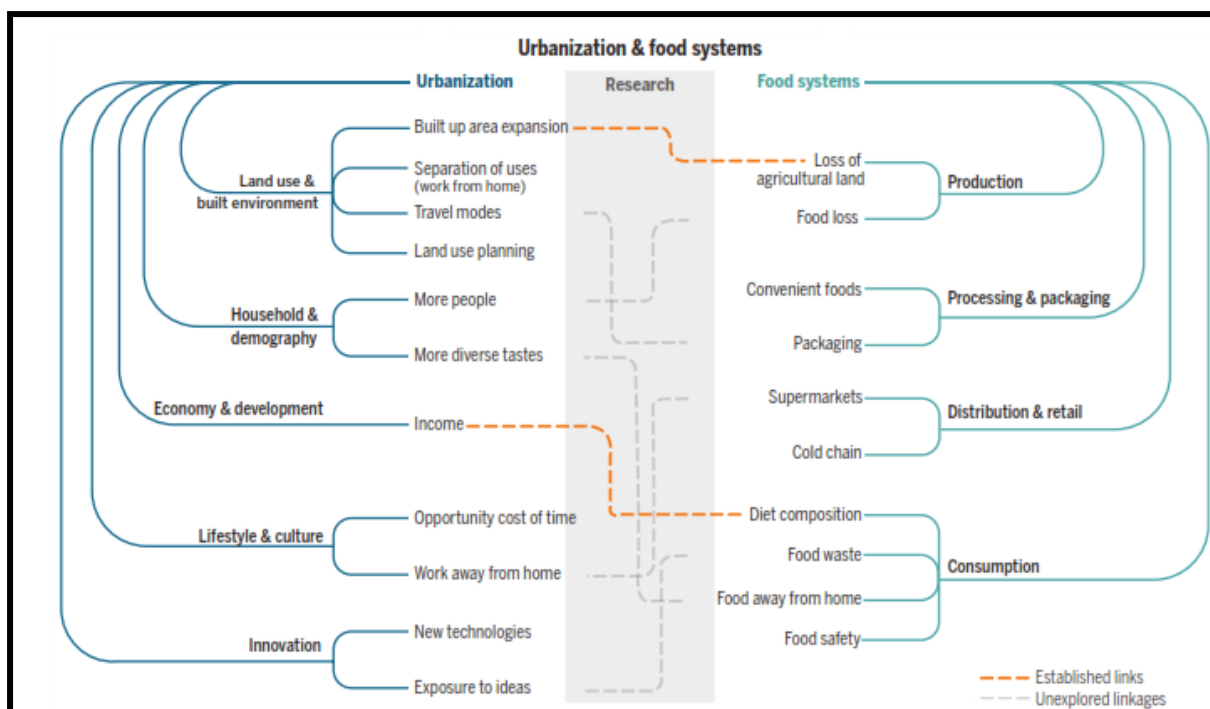 Urbanization & food systems
Urbanization
Research
Food systems
Built up area expansion
Separation of uses
(work from home)
Travel modes
Land use planning
Land use &
built environment
More people
More diverse tastes
Household &
demography
Economy & development
Income
Opportunity cost of time
Work away from home
Lifestyle & culture
New technologies
Exposure to ideas
Innovation
Loss of
agricultural land
Food loss
Production
Convenient foods
Packaging
Processing & packaging
Supermarkets
Cold chain
Distribution & retail
Diet composition
Food waste
Food away from home
Food safety
Consumption
Established links
Unexplored linkages